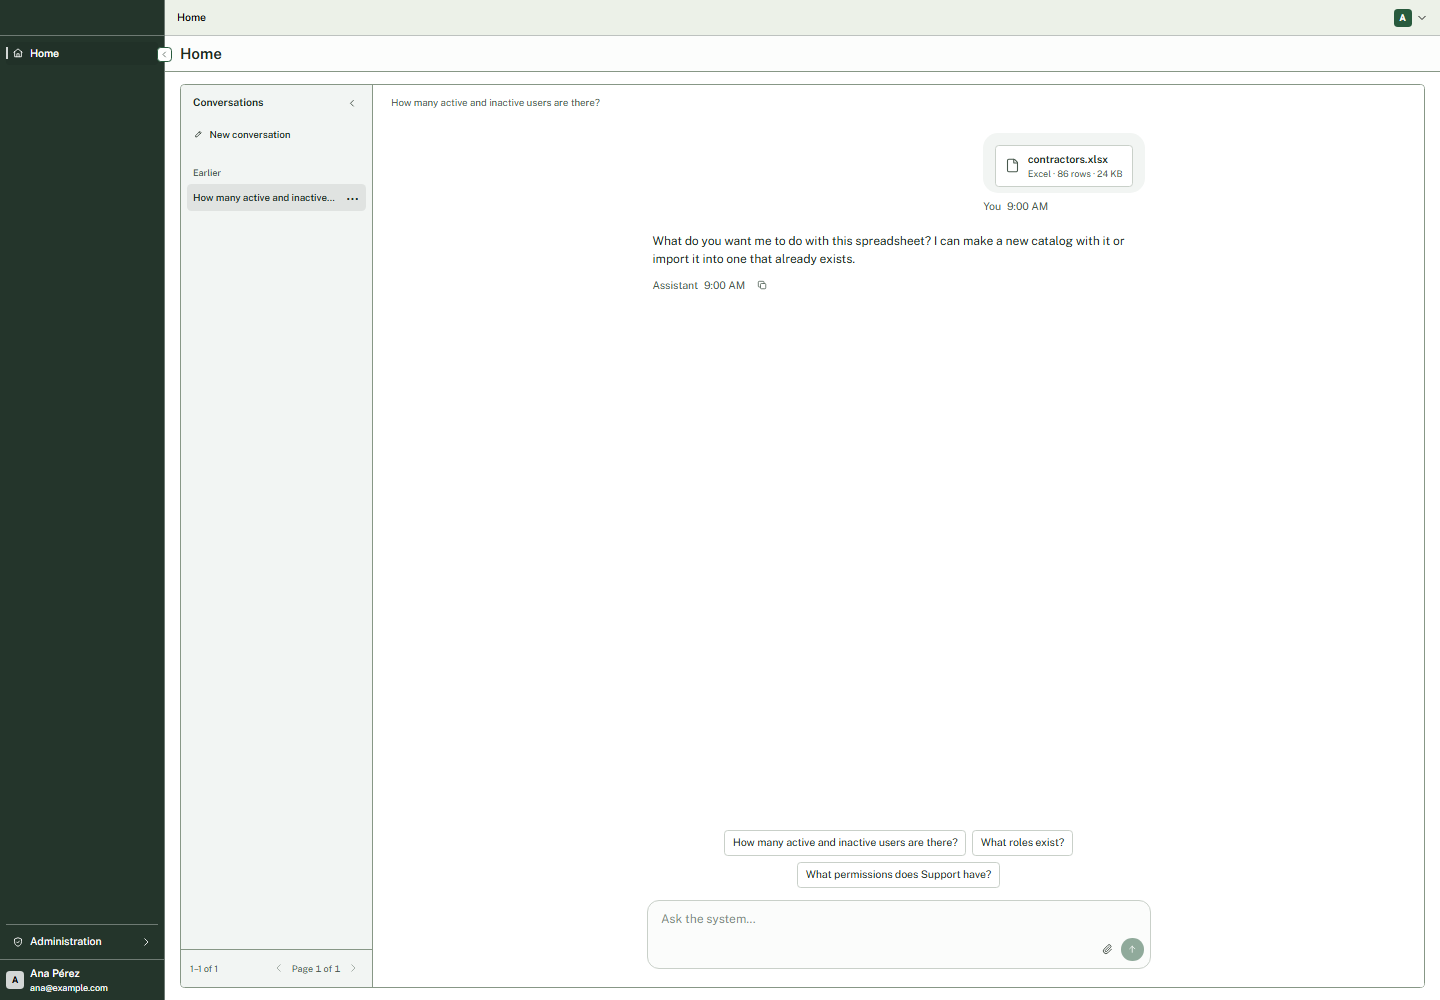 Home
A
Home
Home
Conversations
New conversation
Earlier
How many active and inactive...
How many active and inactive users are there?
contractors.xlsx
Excel · 86 rows · 24 KB
You 9:00 AM
What do you want me to do with this spreadsheet? I can make a new catalog with it or
import it into one that already exists.
Assistant 9:00 AM
How many active and inactive users are there?
What roles exist?
What permissions does Support have?
Ask the system...
Administration
A
Ana Pérez
ana@example.com
1–1 of 1
Page 1 of 1